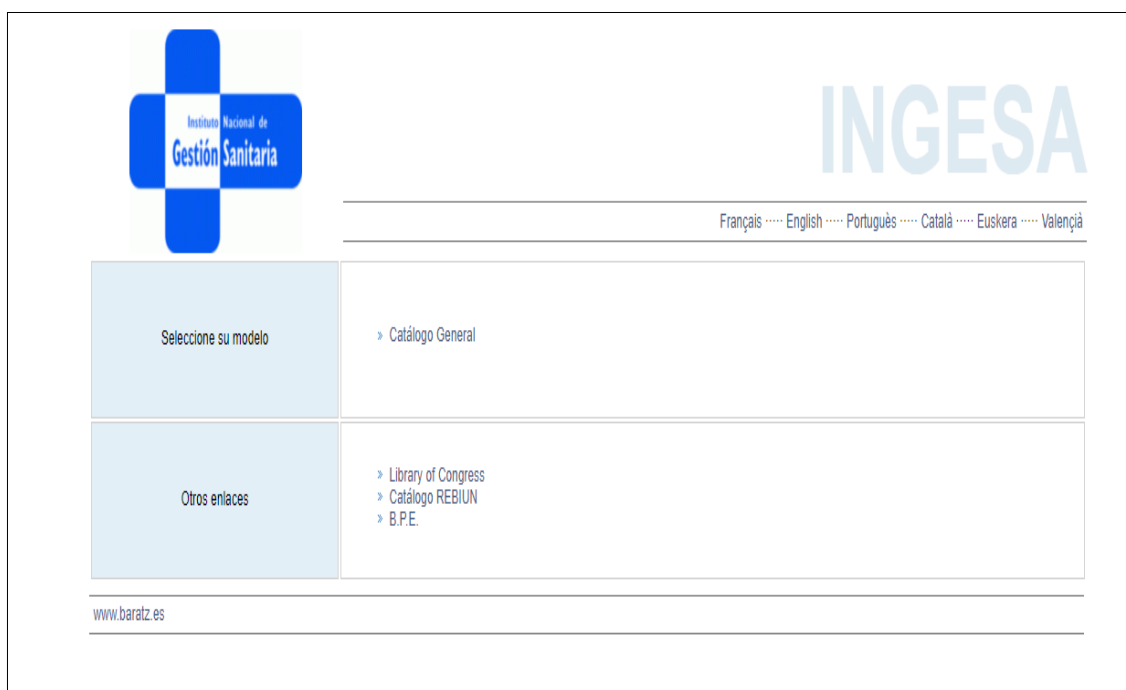 Instituto Nacional de
Gestión Sanitaria
INGESA
Français ····· English ····· Portuguès ····· Català ····· Euskera ····· Valençià
Seleccione su modelo
» Catálogo General
Otros enlaces
» Library of Congress
» Catálogo REBIUN
» B.P.E.
www.baratz.es